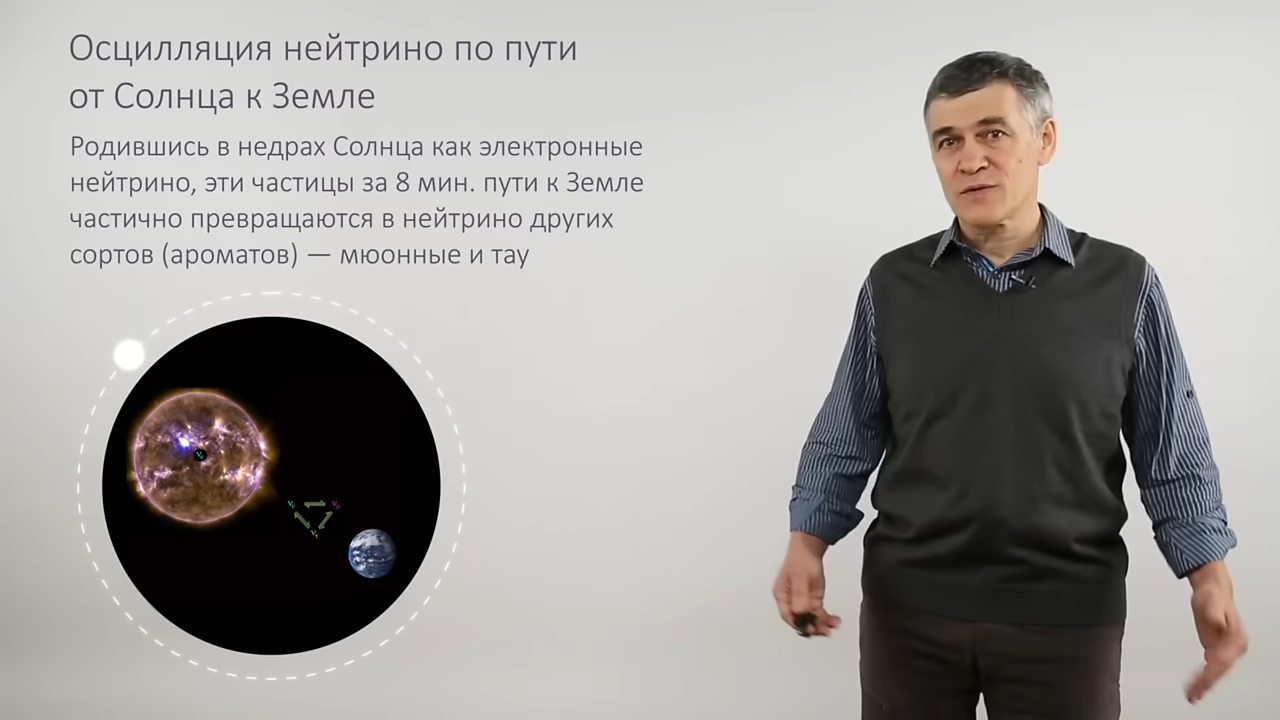 Осцилляция нейтрино по пути
от Солнца к Земле
Родившись в недрах Солнца как электронные
нейтрино, эти частицы за 8 мин. пути к Земле
частично превращаются в нейтрино других
сортов (ароматов) — мюонные и тау